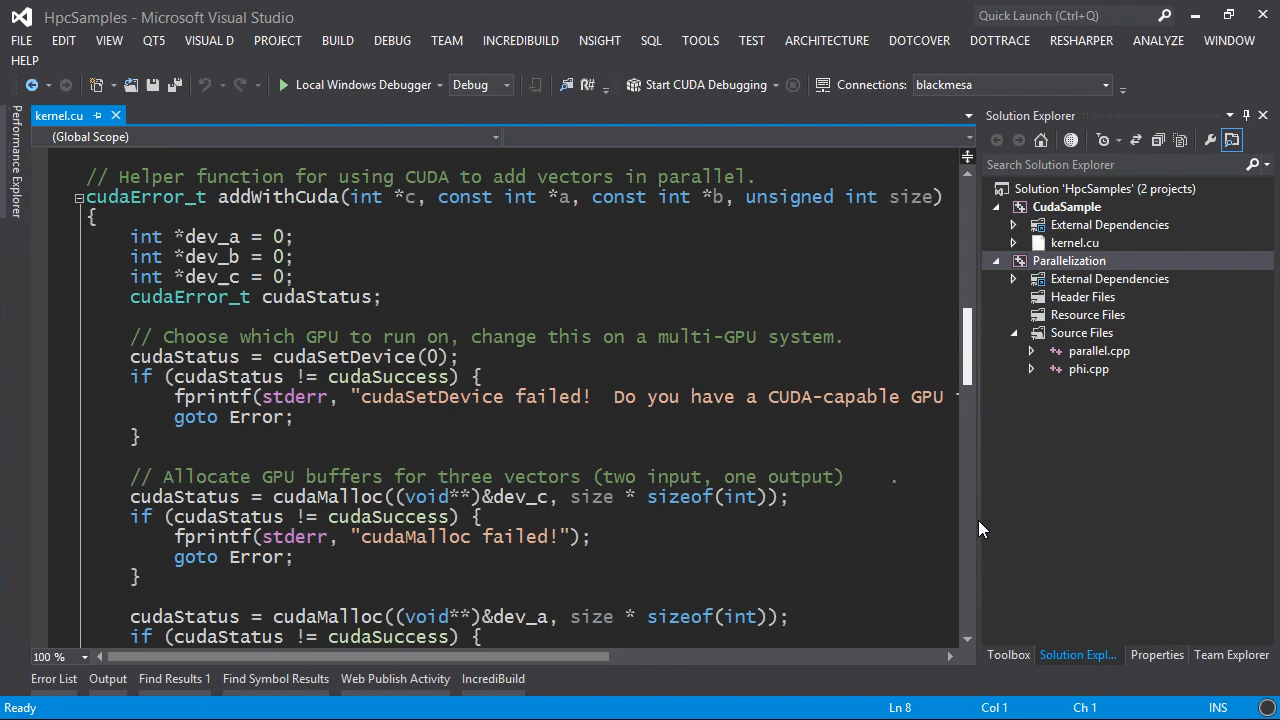 HpcSamples - Microsoft Visual Studio
Quick Launch (Ctrl+Q)
FILE EDIT VIEW QT5 VISUAL D PROJECT BUILD DEBUG TEAM INCREDIBUILD NSIGHT SQL TOOLS TEST ARCHITECTURE DOTCOVER DOTTRACE RESHARPER ANALYZE WINDOW
HELP
Local Windows Debugger Debug R# Start CUDA Debugging Connections: blackmesa
Performance Explorer
kernel.cu
(Global Scope)
// Helper function for using CUDA to add vectors in parallel.
cudaError_t addWithCuda(int *c, const int *a, const int *b, unsigned int size)
{
int *dev_a = 0;
int *dev_b = 0;
int *dev_c = 0;
cudaError_t cudaStatus;
// Choose which GPU to run on, change this on a multi-GPU system.
cudaStatus = cudaSetDevice(0);
if (cudaStatus != cudaSuccess) {
fprintf(stderr, "cudaSetDevice failed!  Do you have a CUDA-capable GPU
goto Error;
}
// Allocate GPU buffers for three vectors (two input, one output)    .
cudaStatus = cudaMalloc((void**)&dev_c, size * sizeof(int));
if (cudaStatus != cudaSuccess) {
fprintf(stderr, "cudaMalloc failed!");
goto Error;
}
cudaStatus = cudaMalloc((void**)&dev_a, size * sizeof(int));
if (cudaStatus != cudaSuccess) {
100 %
Solution Explorer
Search Solution Explorer
Solution 'HpcSamples' (2 projects)
CudaSample
External Dependencies
kernel.cu
Parallelization
External Dependencies
Header Files
Resource Files
Source Files
parallel.cpp
phi.cpp
Toolbox Solution Expl... Properties Team Explorer
Error List Output Find Results 1 Find Symbol Results Web Publish Activity IncrediBuild
Ready Ln 8 Col 1 Ch 1 INS